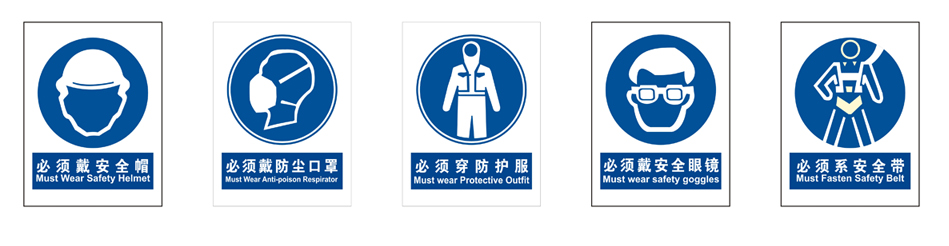 必须戴安全帽
Must Wear Safety Helmet
必须戴防尘口罩
Must Wear Anti-poison Respirator
必须穿防护服
Must wear Protective Outfit
必须戴安全眼镜
Must wear safety goggles
必须系安全带
Must Fasten Safety Belt